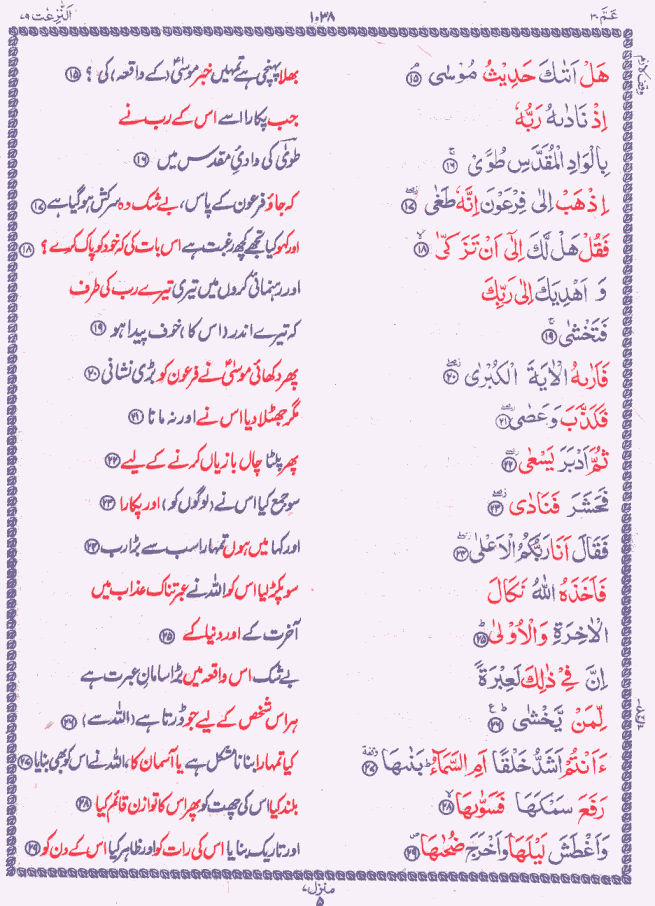 عَمَّ ۳۰ ۱۰۳۸ النّٰزِعٰت ۷۹
هَلْ اَتٰىكَ حَدِيْثُ مُوْسٰى ۝۱۵ بھلا پہنچی ہے تمہیں خبر موسٰیؑ (کے واقعہ) کی ؟ ۝۱۵
اِذْ نَادٰىهُ رَبُّهٗ جب پکارا اسے اس کے رب نے
بِالْوَادِ الْمُقَدَّسِ طُوًى ۝۱۶ طویٰ کی وادئِ مقدس میں ۝۱۶
اِذْهَبْ اِلٰى فِرْعَوْنَ اِنَّهٗ طَغٰى ۝۱۷ کہ جاؤ فرعون کے پاس، بے شک وہ سرکش ہوگیا ہے ۝۱۷
فَقُلْ هَلْ لَّكَ اِلٰٓى اَنْ تَزَكّٰى ۝۱۸ اور کہو کیا تجھے کچھ رغبت ہے اس بات کی کہ خود کو پاک کرے ؟ ۝۱۸
وَ اَهْدِيَكَ اِلٰى رَبِّكَ اور رہنمائی کروں میں تیری تیرے رب کی طرف
فَتَخْشٰى ۝۱۹ کہ تیرے اندر (اس کا) خوف پیدا ہو ۝۱۹
فَاَرٰىهُ الْاٰيَةَ الْكُبْرٰى ۝۲۰ پھر دکھائی موسٰیؑ نے فرعون کو بڑی نشانی ۝۲۰
فَكَذَّبَ وَ عَصٰى ۝۲۱ مگر جھٹلا دیا اس نے اور نہ مانا ۝۲۱
ثُمَّ اَدْبَرَ يَسْعٰى ۝۲۲ پھر پلٹا چال بازیاں کرنے کے لیے ۝۲۲
فَحَشَرَ فَنَادٰى ۝۲۳ سو جمع کیا اس نے (لوگوں کو) اور پکارا ۝۲۳
فَقَالَ اَنَا رَبُّكُمُ الْاَعْلٰى ۝۲۴ اور کہا میں ہوں تمہارا سب سے بڑا رب ۝۲۴
فَاَخَذَهُ اللّٰهُ نَكَالَ سو پکڑ لیا اس کو اللہ نے عبرتناک عذاب میں
الْاٰخِرَةِ وَالْاُوْلٰى ۝۲۵ آخرت کے اور دنیا کے ۝۲۵
اِنَّ فِيْ ذٰلِكَ لَعِبْرَةً بے شک اس واقعہ میں بڑا سامانِ عبرت ہے
لِّمَنْ يَّخْشٰى ۝۲۶ ہر اس شخص کے لیے جو ڈرتا ہے (اللہ سے) ۝۲۶
ءَاَنْتُمْ اَشَدُّ خَلْقًا اَمِ السَّمَآءُ بَنٰىهَا ۝۲۷ کیا تمہارا بنانا مشکل ہے یا آسمان کا، اللہ نے اس کو بھی بنایا ۝۲۷
رَفَعَ سَمْكَهَا فَسَوّٰىهَا ۝۲۸ بلند کیا اس کی چھت کو پھر اس کا توازن قائم کیا ۝۲۸
وَاَغْطَشَ لَيْلَهَا وَاَخْرَجَ ضُحٰىهَا ۝۲۹ اور تاریک بنایا اس کی رات کو اور ظاہر کیا اس کے دن کو ۝۲۹
منزل،